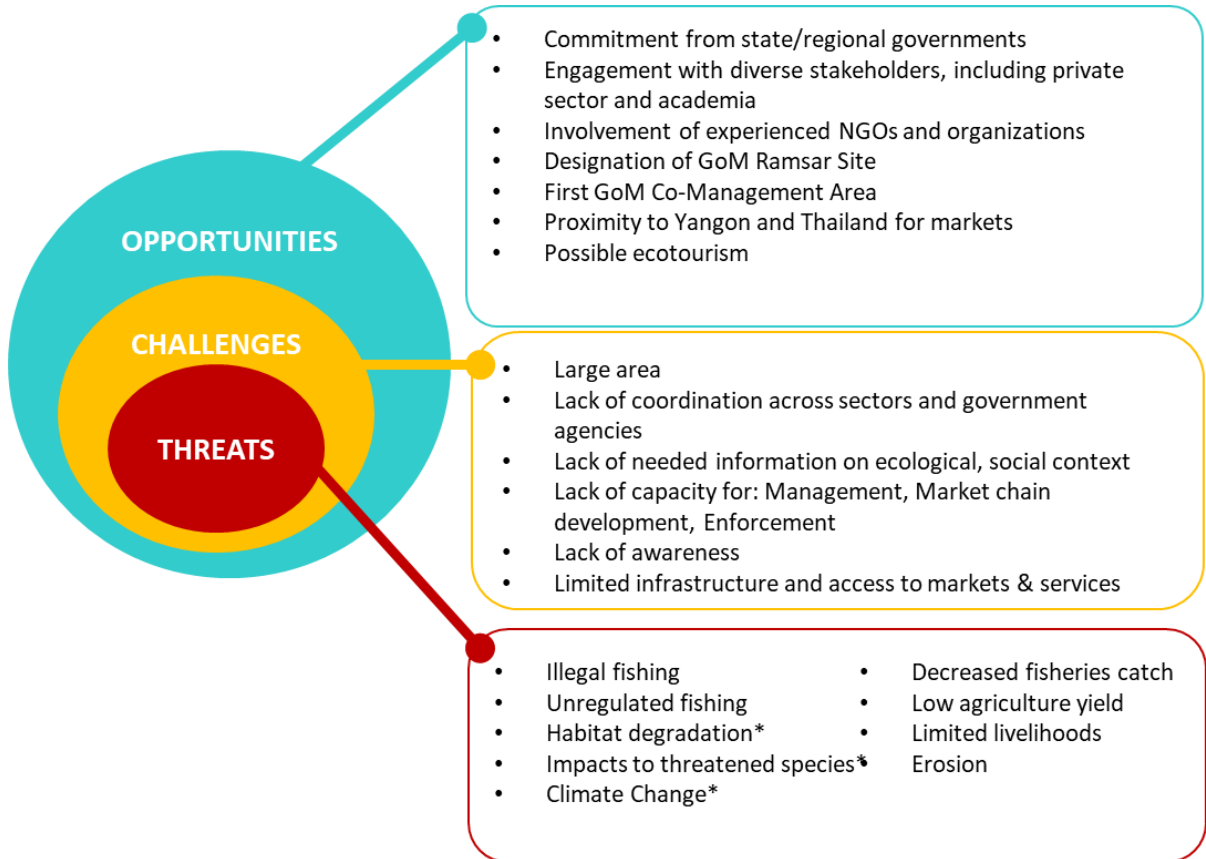 OPPORTUNITIES
CHALLENGES
THREATS
• Commitment from state/regional governments
• Engagement with diverse stakeholders, including private
sector and academia
• Involvement of experienced NGOs and organizations
• Designation of GoM Ramsar Site
• First GoM Co-Management Area
• Proximity to Yangon and Thailand for markets
• Possible ecotourism
• Large area
• Lack of coordination across sectors and government
agencies
• Lack of needed information on ecological, social context
• Lack of capacity for: Management, Market chain
development, Enforcement
• Lack of awareness
• Limited infrastructure and access to markets & services
• Illegal fishing
• Unregulated fishing
• Habitat degradation*
• Impacts to threatened species*
• Climate Change*
• Decreased fisheries catch
• Low agriculture yield
• Limited livelihoods
• Erosion